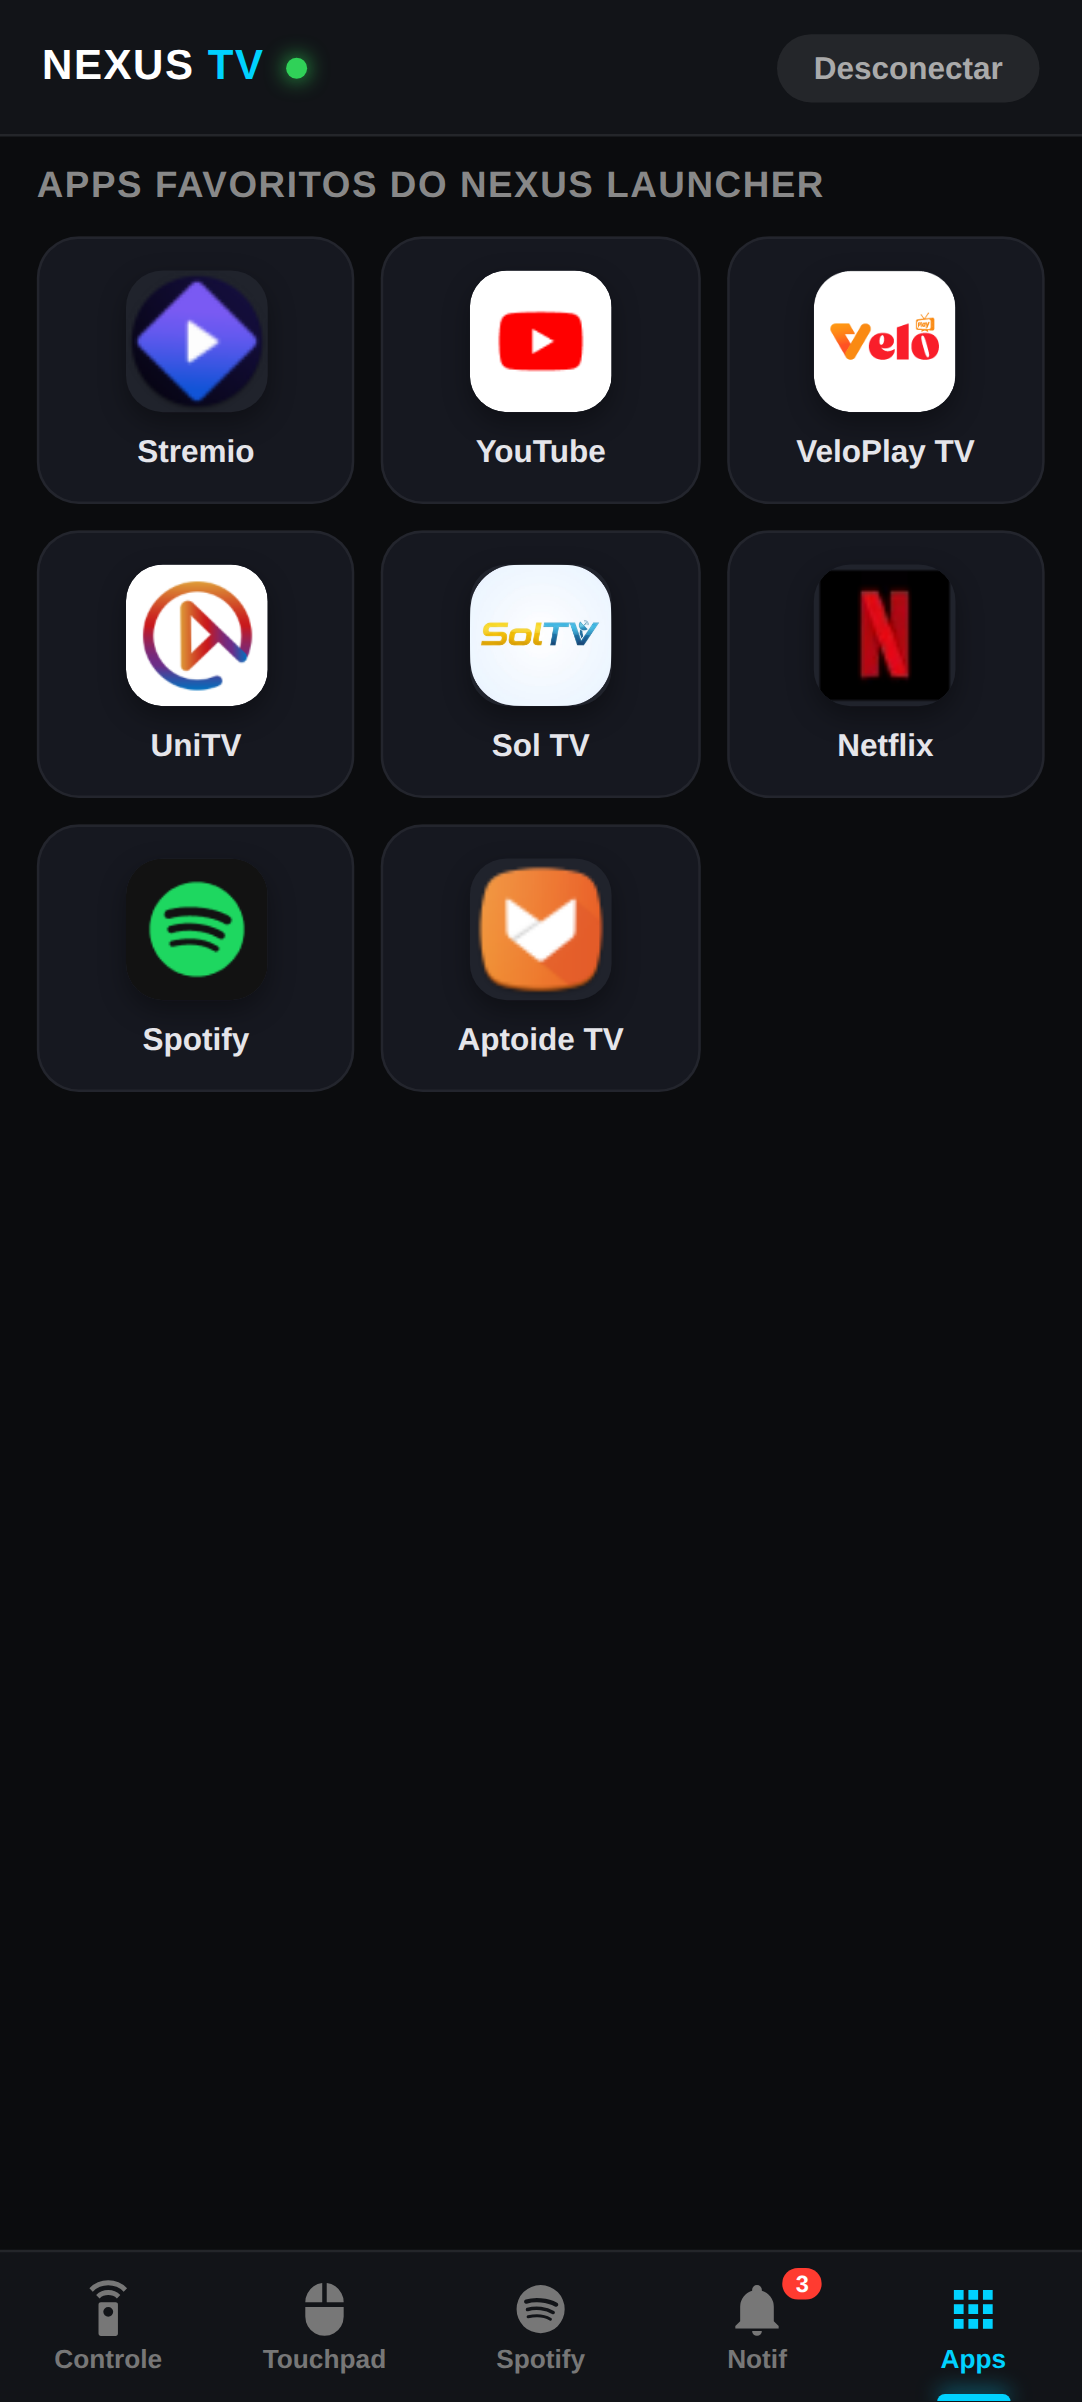 NEXUS TV
Desconectar
APPS FAVORITOS DO NEXUS LAUNCHER
Velo
play
Stremio
YouTube
VeloPlay TV
SolTV
N
UniTV
Sol TV
Netflix
Spotify
Aptoide TV
3
Controle
Touchpad
Spotify
Notif
Apps